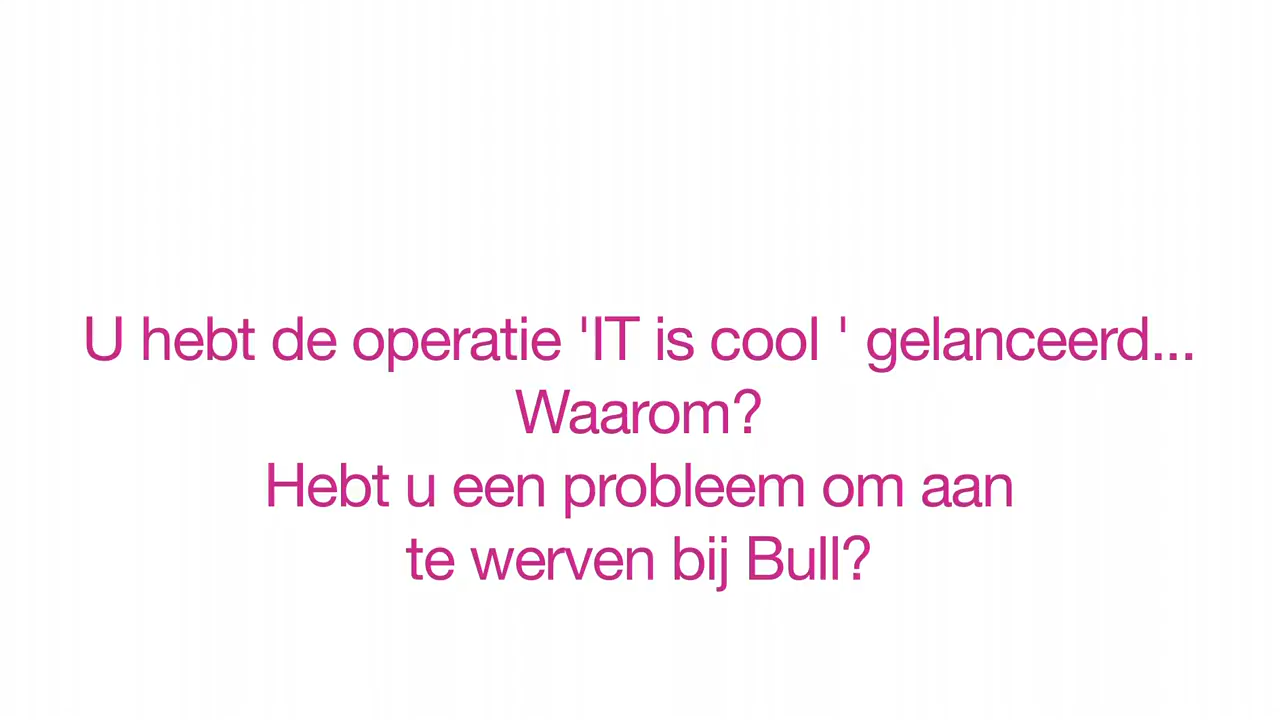 U hebt de operatie 'IT is cool ' gelanceerd...
Waarom?
Hebt u een probleem om aan
te werven bij Bull?